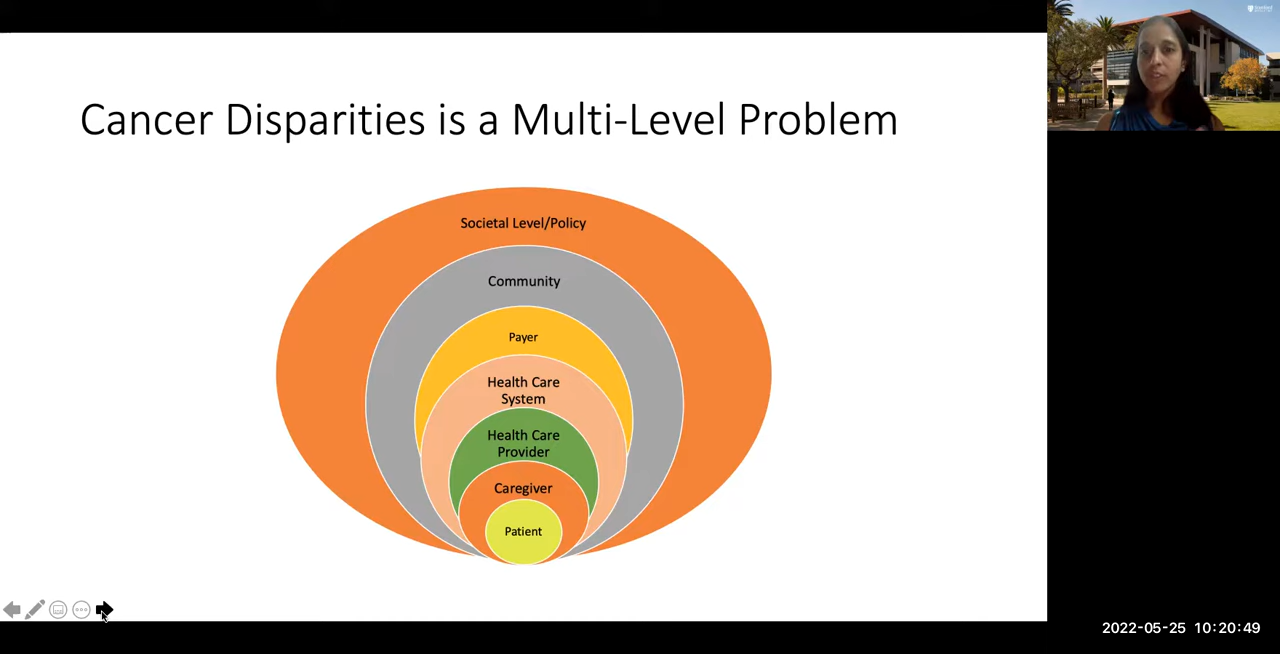 Cancer Disparities is a Multi-Level Problem
Societal Level/Policy
Community
Payer
Health Care
System
Health Care
Provider
Caregiver
Patient
2022-05-25 10:20:49